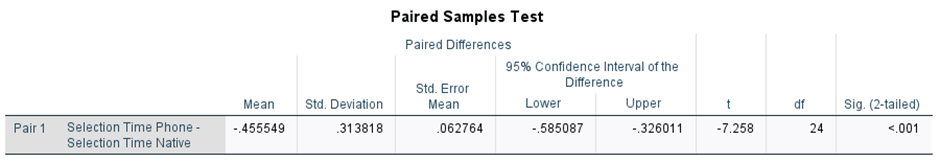 Paired Samples Test
Paired Differences
95% Confidence Interval of the
Difference
Std. Error
Mean
Mean Std. Deviation Lower Upper t df Sig. (2-tailed)
Pair 1 Selection Time Phone - -.455549 .313818 .062764 -.585087 -.326011 -7.258 24 <.001
Selection Time Native